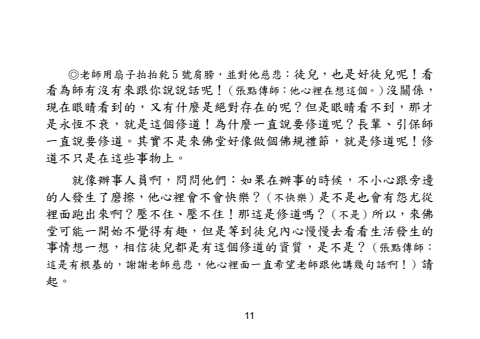 ◎老師用扇子拍拍乾5號肩膀，並對他慈悲：徒兒，也是好徒兒呢！看
看為師有沒有來跟你說說話呢！（張點傳師：他心裡在想這個。）沒關係，
現在眼睛看到的，又有什麼是絕對存在的呢？但是眼睛看不到，那才
是永恆不衰，就是這個修道！為什麼一直說要修道呢？長輩、引保師
一直說要修道。其實不是來佛堂好像做個佛規禮節，就是修道呢！修
道不只是在這些事物上。
就像辦事人員啊，問問他們：如果在辦事的時候，不小心跟旁邊
的人發生了磨擦，他心裡會不會快樂？（不快樂）是不是也會有怨尤從
裡面跑出來啊？壓不住、壓不住！那這是修道嗎？（不是）所以，來佛
堂可能一開始不覺得有趣，但是等到徒兒內心慢慢去看看生活發生的
事情想一想，相信徒兒都是有這個修道的資質，是不是？（張點傳師：
這是有根基的，謝謝老師慈悲，他心裡面一直希望老師跟他講幾句話啊！）請
起。
11